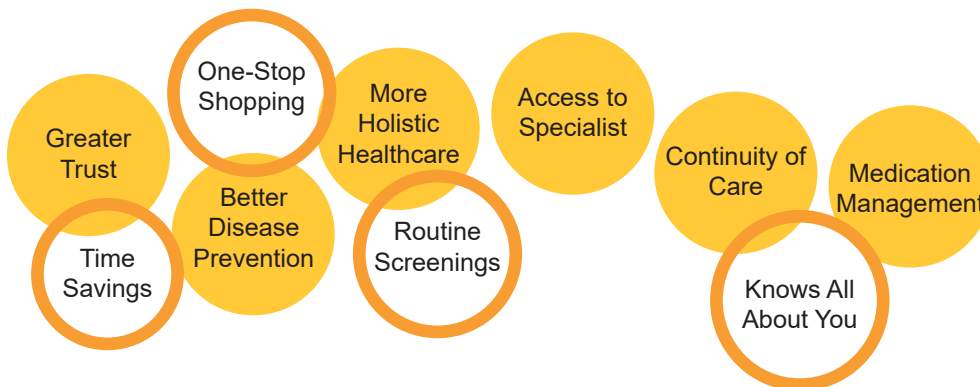 Greater
Trust
Time
Savings
One-Stop
Shopping
Better
Disease
Prevention
More
Holistic
Healthcare
Routine
Screenings
Access to
Specialist
Continuity of
Care
Knows All
About You
Medication
Management